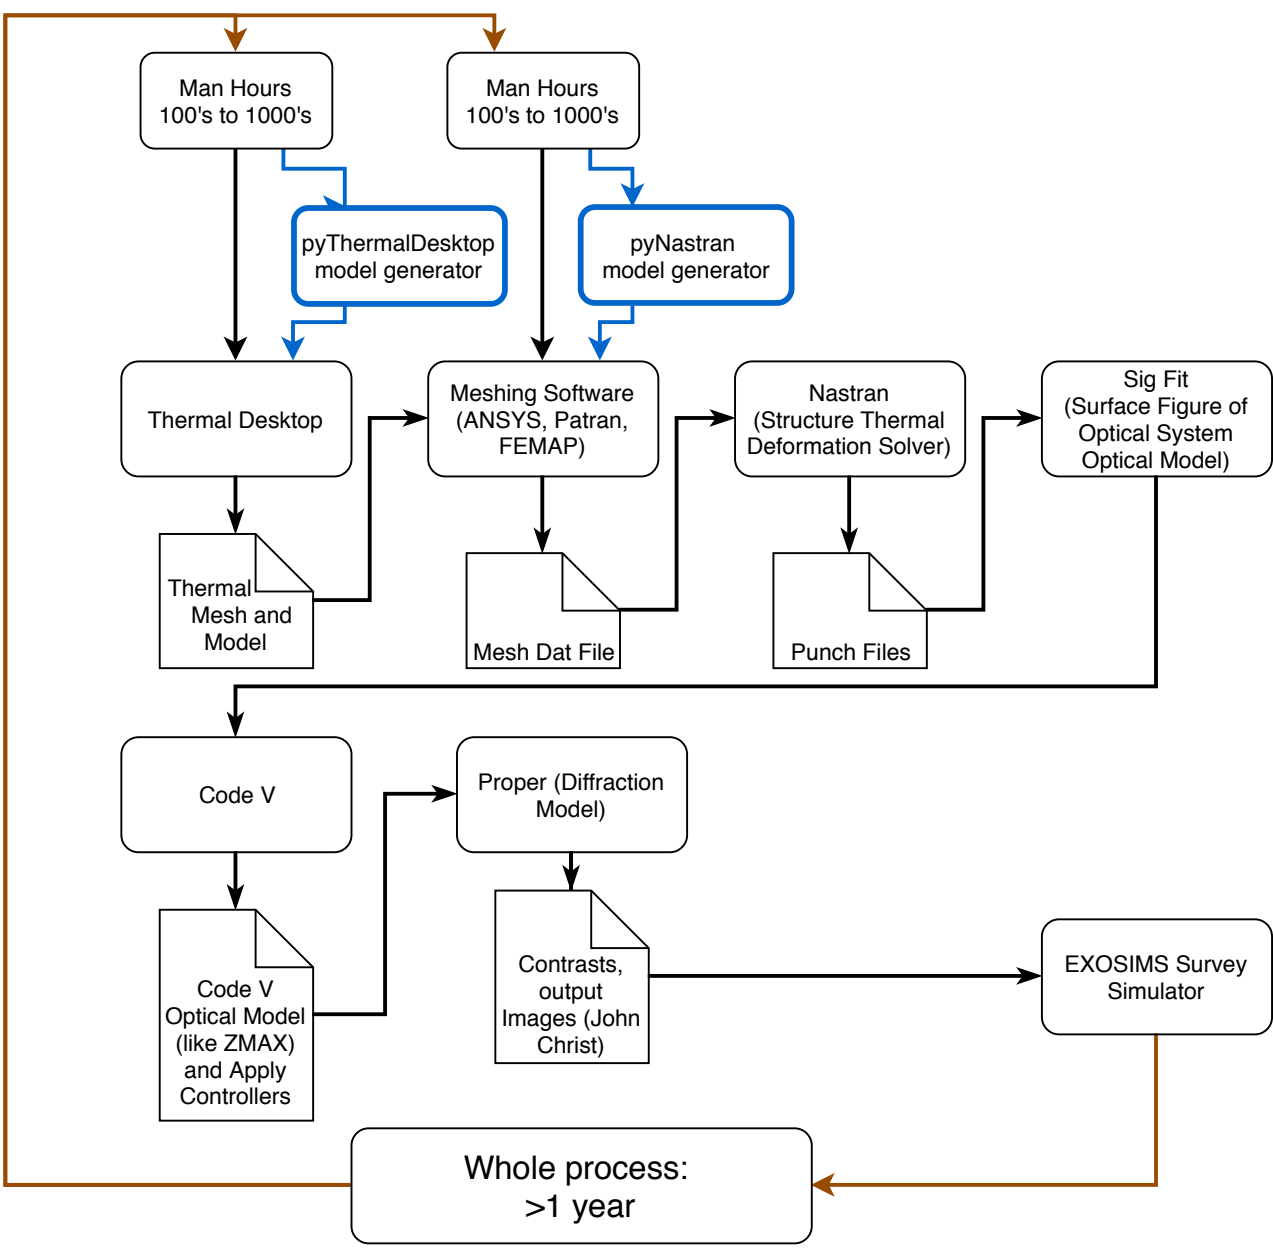 Man Hours
100's to 1000's
Man Hours
100's to 1000's
pyThermalDesktop
model generator
pyNastran
model generator
Thermal Desktop
Meshing Software
(ANSYS, Patran,
FEMAP)
Nastran
(Structure Thermal
Deformation Solver)
Sig Fit
(Surface Figure of
Optical System
Optical Model)
Thermal
Mesh and
Model
Mesh Dat File
Punch Files
Code V
Proper (Diffraction
Model)
Code V
Optical Model
(like ZMAX)
and Apply
Controllers
Contrasts,
output
Images (John
Christ)
EXOSIMS Survey
Simulator
Whole process:
>1 year